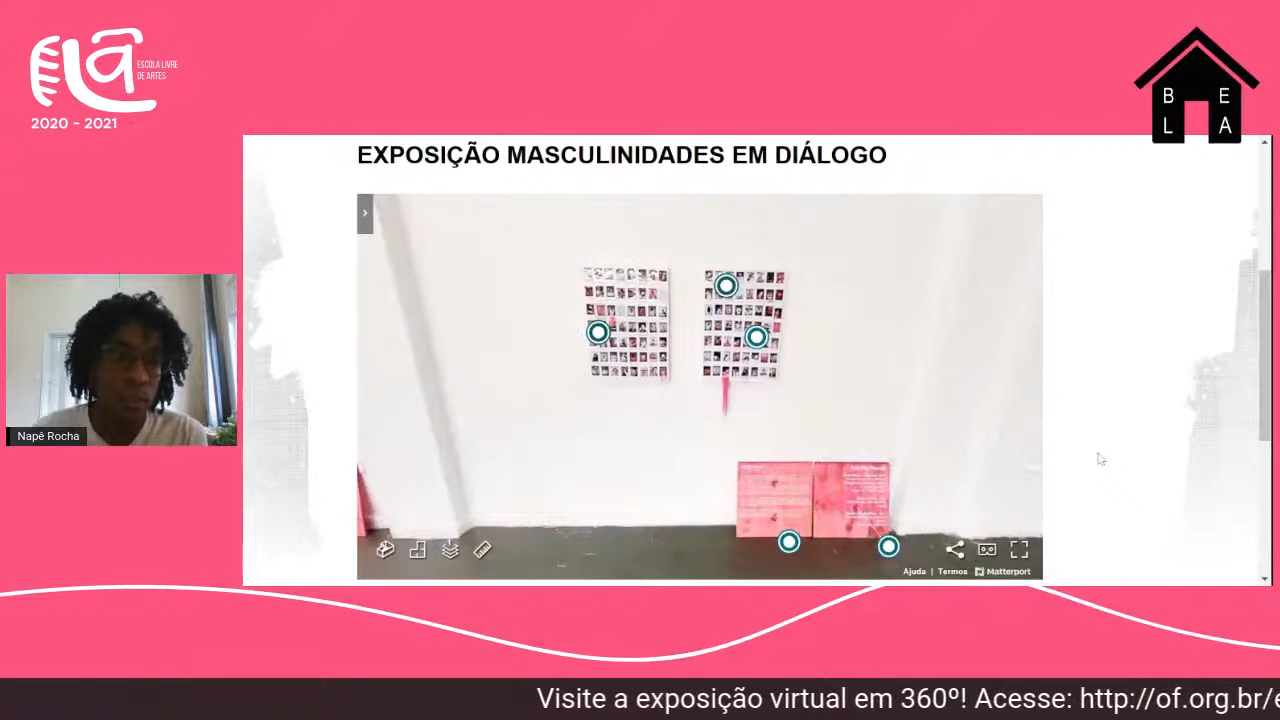 ELÃ
ESCOLA LIVRE
DE ARTES
2020 - 2021
B E
L A
EXPOSIÇÃO MASCULINIDADES EM DIÁLOGO
Napê Rocha
Ajuda | Termos Matterport
Visite a exposição virtual em 360º! Acesse: http://of.org.br/e